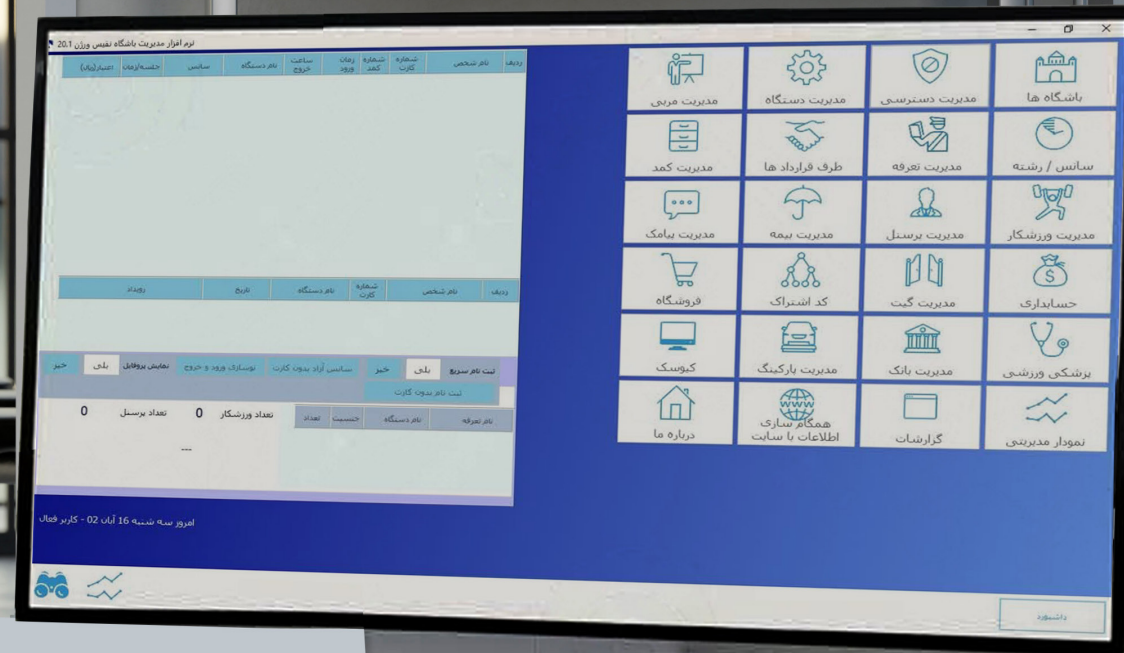 نرم افزار مدیریت باشگاه نفیس ورزن 20.1
ردیف نام شخص شماره کارت شماره کمد زمان ورود ساعت خروج نام دستگاه سانس جلسه/زمان اعتبار(ریال)
ردیف نام شخص شماره کارت نام دستگاه تاریخ رویداد
ثبت نام سریع بلی خیر سانس آزاد بدون کارت نوسازی ورود و خروج نمایش پروفایل بلی خیر
ثبت نام بدون کارت
نام تعرفه نام دستگاه جنسیت تعداد
تعداد ورزشکار 0 تعداد پرسنل 0
---
امروز سه شنبه 16 آبان 02 - کاربر فعال
باشگاه ها مدیریت دسترسی مدیریت دستگاه مدیریت مربی
سانس / رشته مدیریت تعرفه طرف قرارداد ها مدیریت کمد
مدیریت ورزشکار مدیریت پرسنل مدیریت بیمه مدیریت پیامک
حسابداری مدیریت گیت کد اشتراک فروشگاه
پزشکی ورزشی مدیریت بانک مدیریت پارکینگ کیوسک
WWW
نمودار مدیریتی گزارشات همگام سازی اطلاعات با سایت درباره ما
داشبورد